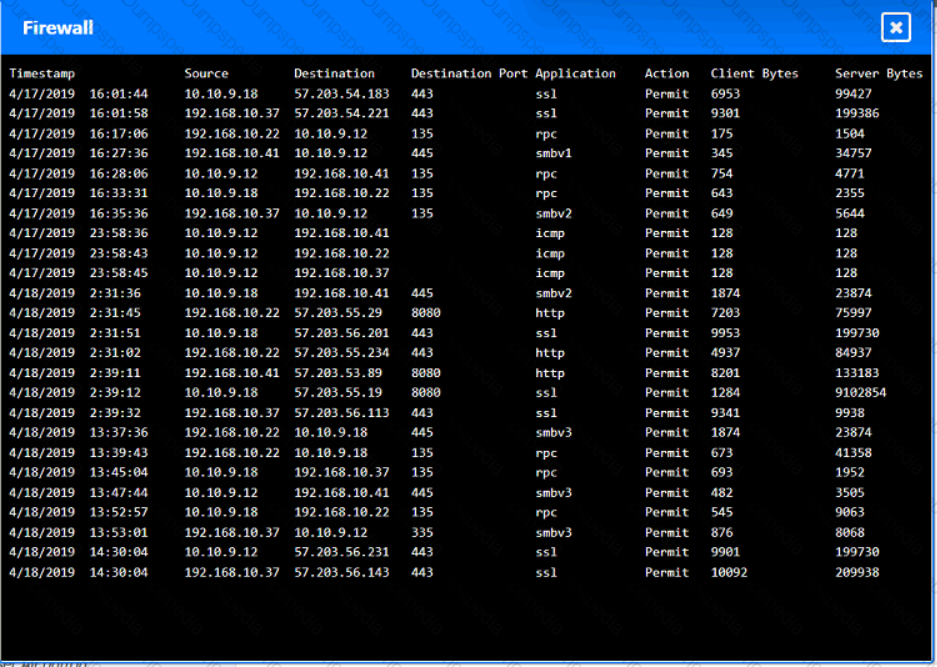 Firewall
Timestamp Source Destination Destination Port Application Action Client Bytes Server Bytes
4/17/2019 16:01:44 10.10.9.18 57.203.54.183 443 ssl Permit 6953 99427
4/17/2019 16:01:58 192.168.10.37 57.203.54.221 443 ssl Permit 9301 199386
4/17/2019 16:17:06 192.168.10.22 10.10.9.12 135 rpc Permit 175 1504
4/17/2019 16:27:36 192.168.10.41 10.10.9.12 445 smbv1 Permit 345 34757
4/17/2019 16:28:06 10.10.9.12 192.168.10.41 135 rpc Permit 754 4771
4/17/2019 16:33:31 10.10.9.18 192.168.10.22 135 rpc Permit 643 2355
4/17/2019 16:35:36 192.168.10.37 10.10.9.12 135 smbv2 Permit 649 5644
4/17/2019 23:58:36 10.10.9.12 192.168.10.41 icmp Permit 128 128
4/17/2019 23:58:43 10.10.9.12 192.168.10.22 icmp Permit 128 128
4/17/2019 23:58:45 10.10.9.12 192.168.10.37 icmp Permit 128 128
4/18/2019 2:31:36 10.10.9.18 192.168.10.41 445 smbv2 Permit 1874 23874
4/18/2019 2:31:45 192.168.10.22 57.203.55.29 8080 http Permit 7203 75997
4/18/2019 2:31:51 10.10.9.18 57.203.56.201 443 ssl Permit 9953 199730
4/18/2019 2:31:02 192.168.10.22 57.203.55.234 443 http Permit 4937 84937
4/18/2019 2:39:11 192.168.10.41 57.203.53.89 8080 http Permit 8201 133183
4/18/2019 2:39:12 10.10.9.18 57.203.55.19 8080 ssl Permit 1284 9102854
4/18/2019 2:39:32 192.168.10.37 57.203.56.113 443 ssl Permit 9341 9938
4/18/2019 13:37:36 192.168.10.22 10.10.9.18 445 smbv3 Permit 1874 23874
4/18/2019 13:39:43 192.168.10.22 10.10.9.18 135 rpc Permit 673 41358
4/18/2019 13:45:04 10.10.9.18 192.168.10.37 135 rpc Permit 693 1952
4/18/2019 13:47:44 10.10.9.12 192.168.10.41 445 smbv3 Permit 482 3505
4/18/2019 13:52:57 10.10.9.18 192.168.10.22 135 rpc Permit 545 9063
4/18/2019 13:53:01 192.168.10.37 10.10.9.12 335 smbv3 Permit 876 8068
4/18/2019 14:30:04 10.10.9.12 57.203.56.231 443 ssl Permit 9901 199730
4/18/2019 14:30:04 192.168.10.37 57.203.56.143 443 ssl Permit 10092 209938